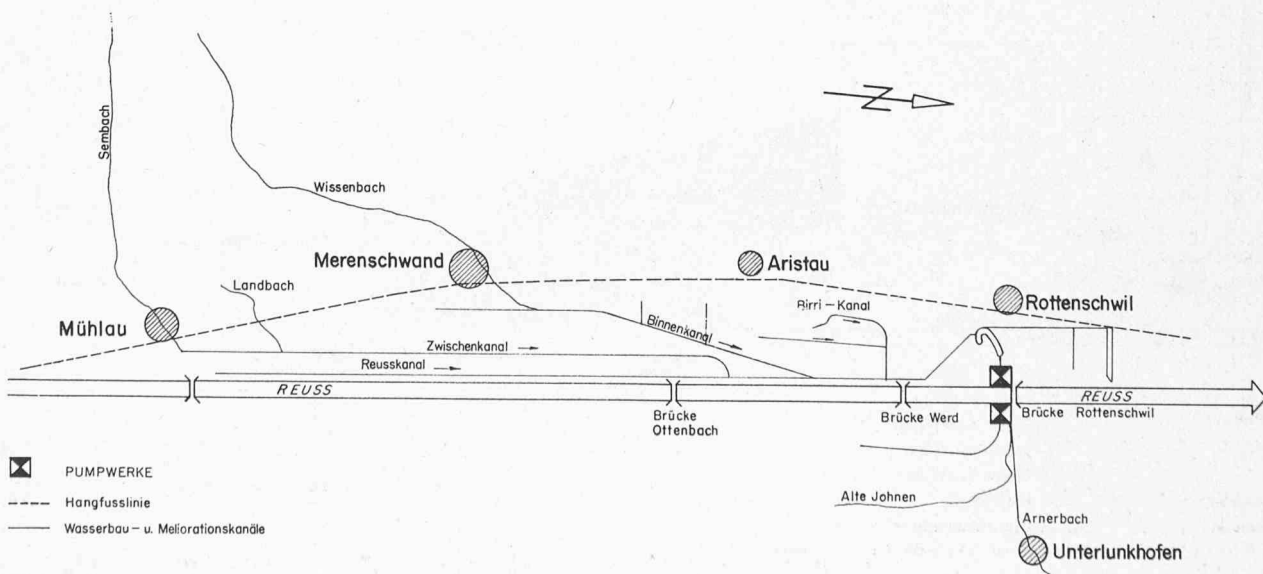 Sembach
Wissenbach
Z
Merenschwand
Aristau
Landbach
Birri – Kanal
Rottenschwil
Mühlau
Binnenkanal
Zwischenkanal
Reusskanal
REUSS
REUSS
Brücke
Ottenbach
Brücke Werd
Brücke Rottenschwil
PUMPWERKE
Hangfusslinie
Wasserbau – u. Meliorationskanäle
Alte Johnen
Arnerbach
Unterlunkhofen